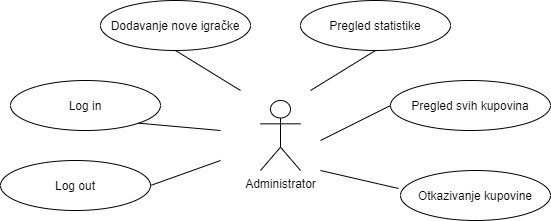 Dodavanje nove igračke
Pregled statistike
Log in
Pregled svih kupovina
Log out
Administrator
Otkazivanje kupovine